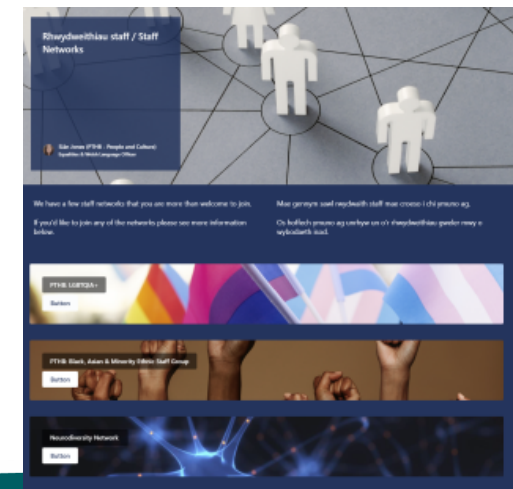 Rhwydweithiau staff / Staff
Networks
Siân Jones (PTHB - People and Culture)
Equalities & Welsh Language Officer
We have a few staff networks that you are more than welcome to join.
If you'd like to join any of the networks please see more information
below.
Mae gennym sawl rwydwaith staff mae croeso i chi ymuno ag.
Os hoffech ymuno ag unrhyw un o'r rhwydweithiau gweler mwy o
wybodaeth isod.
PTHB LGBTQIA+
Button
PTHB Black, Asian & Minority Ethnic Staff Group
Button
Neurodiversity Network
Button